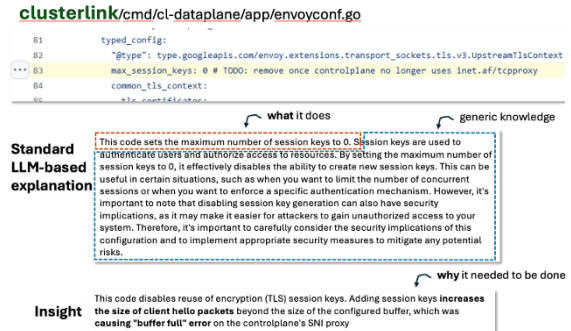 clusterlink/cmd/cl-dataplane/app/envoyconf.go
81 typed_config:
82 "@type": type.googleapis.com/envoy.extensions.transport_sockets.tls.v3.UpstreamTlsContext
83 max_session_keys: 0 # TODO: remove once controlplane no longer uses inet.af/tcpproxy
84 common_tls_context:
what it does
generic knowledge
Standard
LLM-based
explanation
This code sets the maximum number of session keys to 0. Session keys are used to
authenticate users and authorize access to resources. By setting the maximum number of
session keys to 0, it effectively disables the ability to create new session keys. This can be
useful in certain situations, such as when you want to limit the number of concurrent
sessions or when you want to enforce a specific authentication mechanism. However, it's
important to note that disabling session key generation can also have security
implications, as it may make it easier for attackers to gain unauthorized access to your
system. Therefore, it's important to carefully consider the security implications of this
configuration and to implement appropriate security measures to mitigate any potential
risks.
why it needed to be done
Insight
This code disables reuse of encryption (TLS) session keys. Adding session keys increases
the size of client hello packets beyond the size of the configured buffer, which was
causing "buffer full" error on the controlplane's SNI proxy